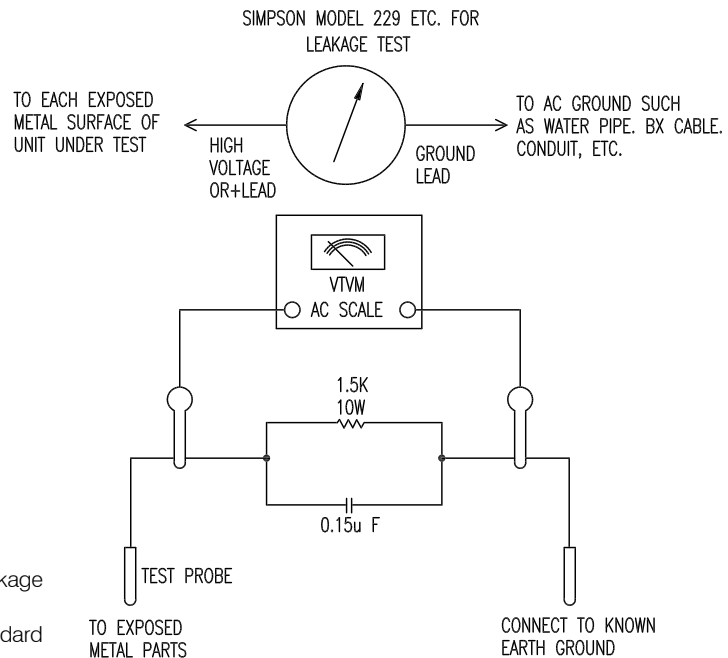 SIMPSON MODEL 229 ETC. FOR
LEAKAGE TEST
TO EACH EXPOSED
METAL SURFACE OF
UNIT UNDER TEST
HIGH
VOLTAGE
OR+LEAD
GROUND
LEAD
TO AC GROUND SUCH
AS WATER PIPE. BX CABLE.
CONDUIT, ETC.
VTVM
AC SCALE
1.5K
10W
0.15u F
TEST PROBE
TO EXPOSED
METAL PARTS
CONNECT TO KNOWN
EARTH GROUND
kage
dard